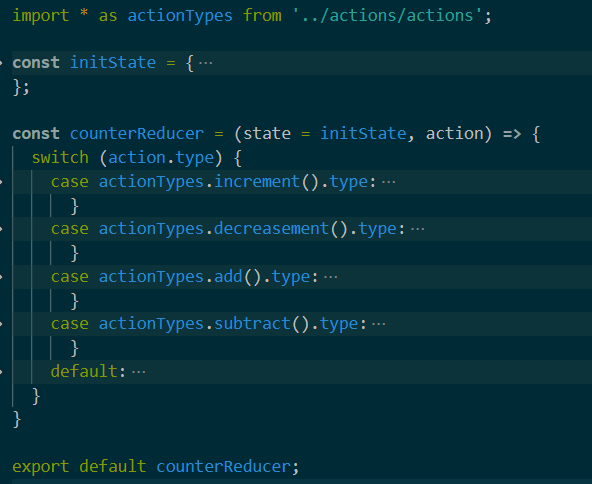 import * as actionTypes from '../actions/actions';
const initState = {···
};
const counterReducer = (state = initState, action) => {
switch (action.type) {
case actionTypes.increment().type:···
}
case actionTypes.decreasement().type:···
}
case actionTypes.add().type:···
}
case actionTypes.subtract().type:···
}
default:···
}
}
export default counterReducer;